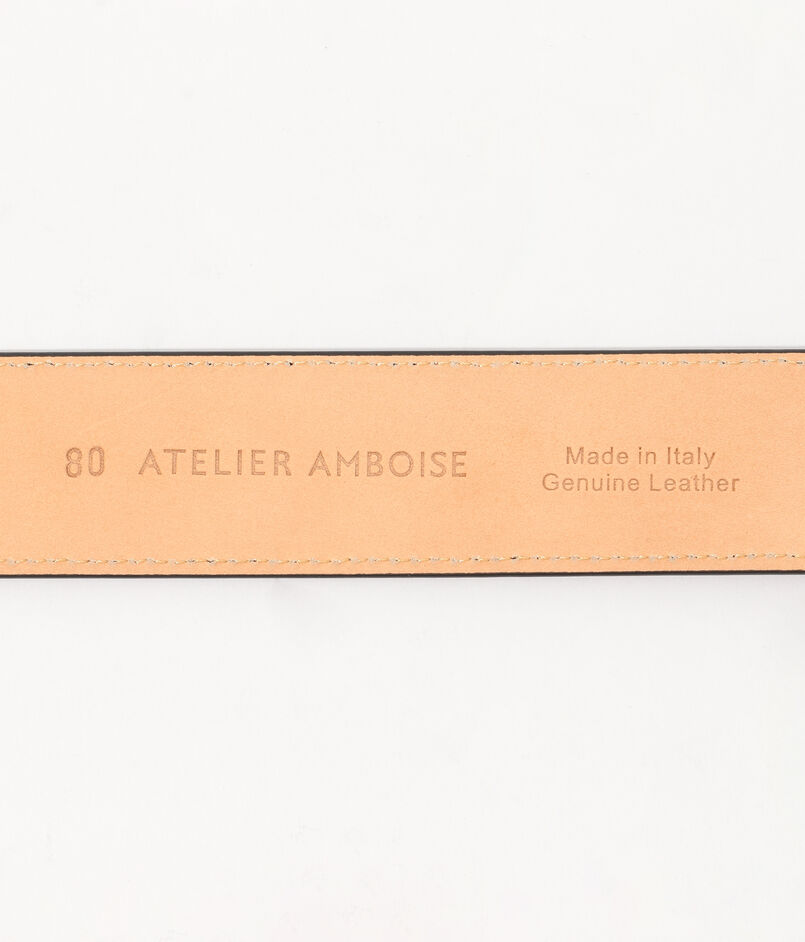 80 ATELIER AMBOISE
Made in Italy
Genuine Leather